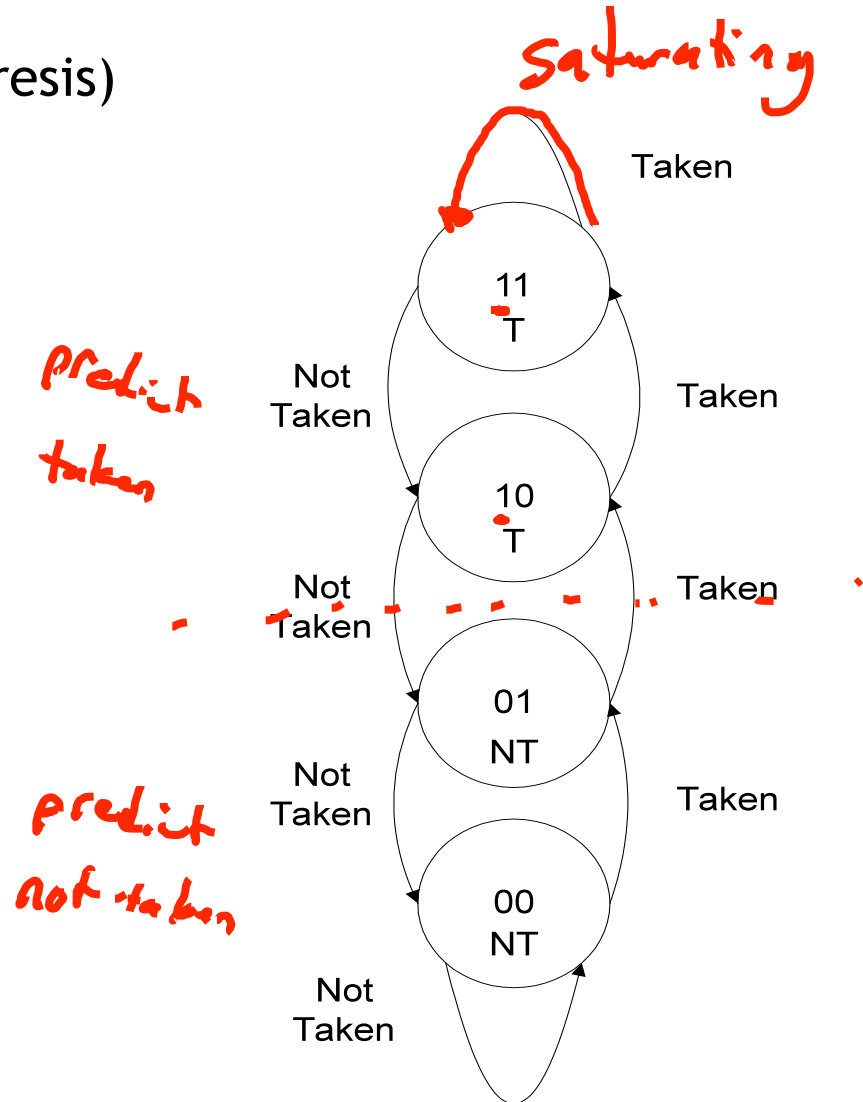 resis)
saturating
Taken
11
T
predict
taken
Not
Taken
Taken
10
T
Not
Taken
Taken
01
NT
predict
not taken
Not
Taken
Taken
00
NT
Not
Taken